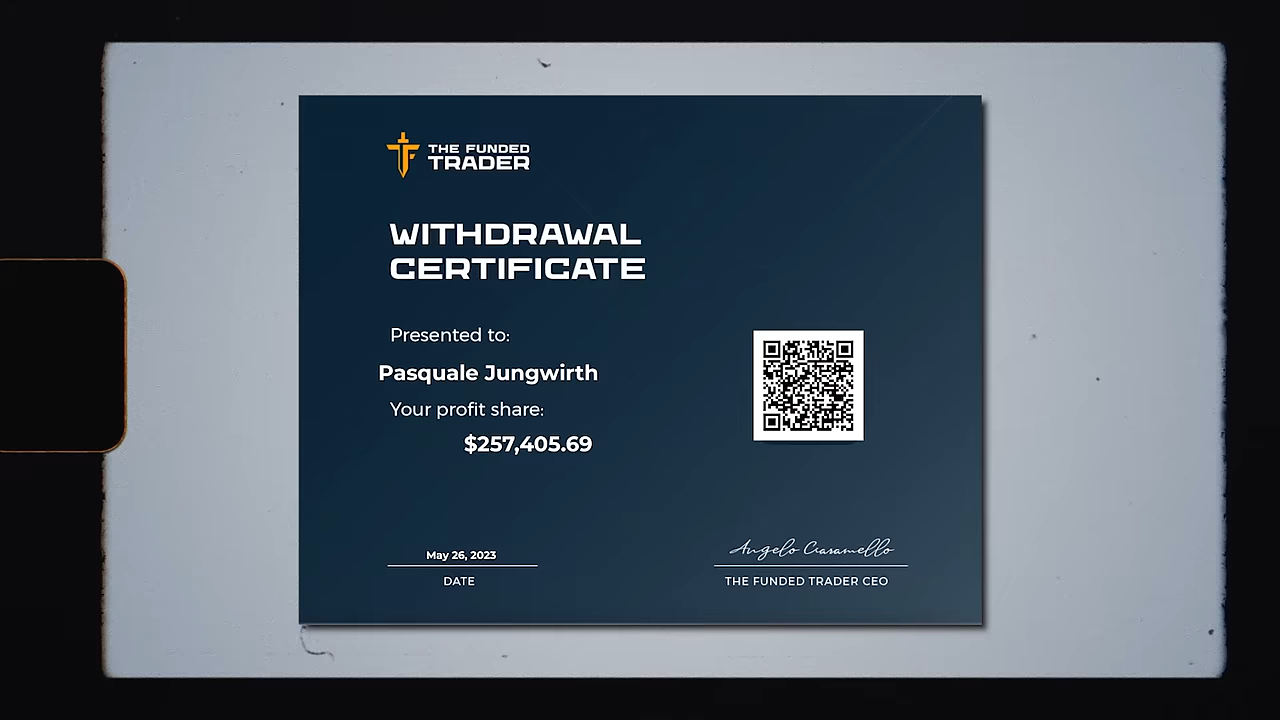 THE FUNDED
TRADER
WITHDRAWAL
CERTIFICATE
Presented to:
Pasquale Jungwirth
Your profit share:
$257,405.69
May 26, 2023
DATE
Angelo Ciaramello
THE FUNDED TRADER CEO